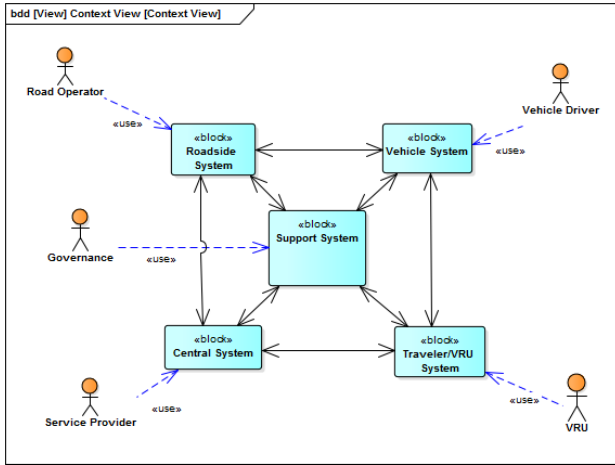 bdd [View] Context View [Context View]
Road Operator
Vehicle Driver
«use»
«use»
«block»
Roadside
System
«block»
Vehicle System
«block»
Support System
Governance
«use»
«block»
Central System
«block»
Traveler/VRU
System
Service Provider
«use»
«use»
VRU